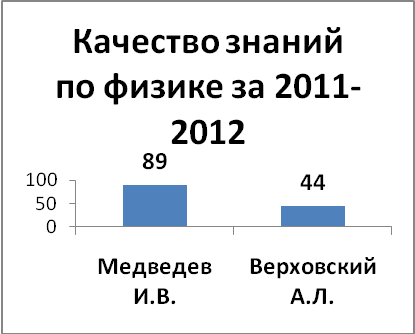 Качество знаний
по физике за 2011-
2012
89
44
100
50
0
Медведев
И.В.
Верховский
А.Л.